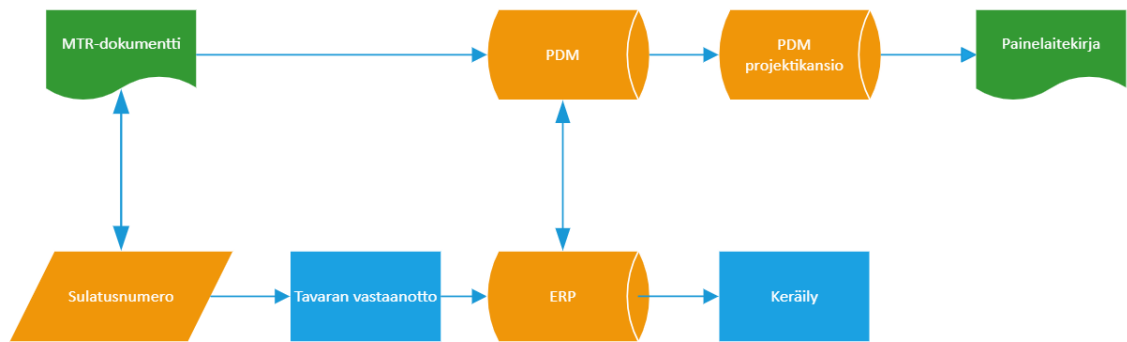 MTR-dokumentti
PDM
PDM
projektikansio
Painelaitekirja
Sulatusnumero
Tavaran vastaanotto
ERP
Keräily